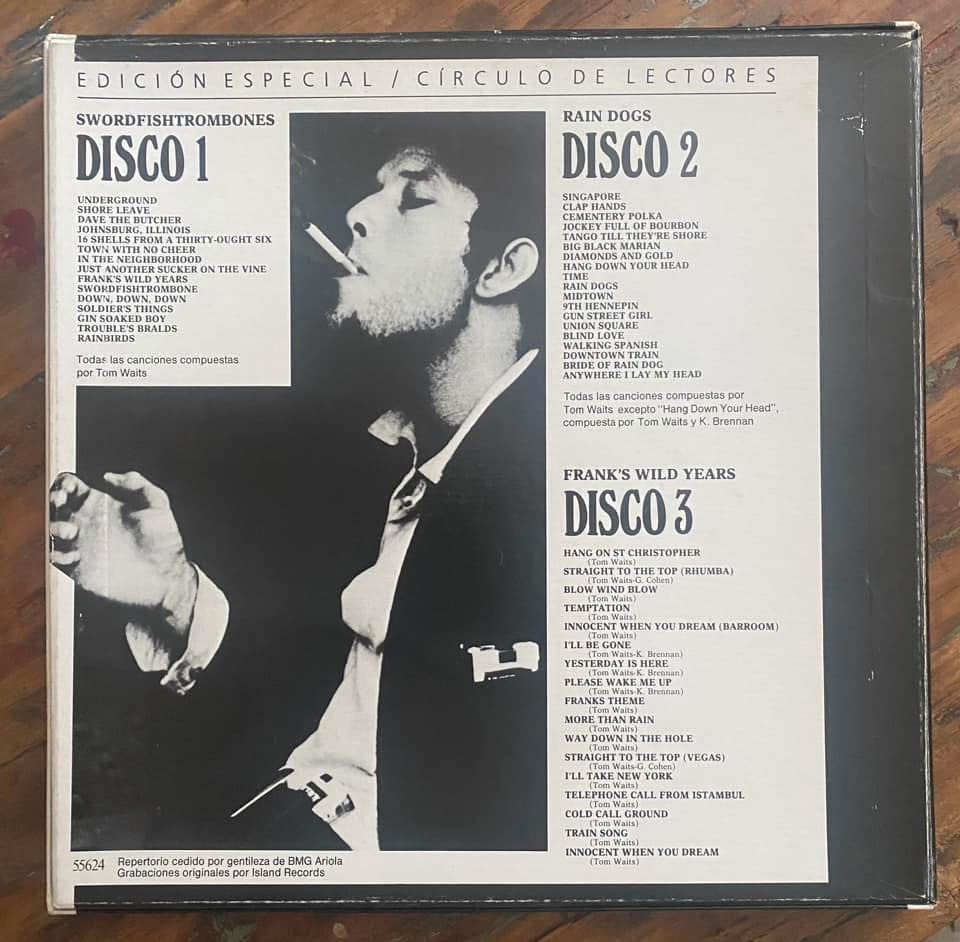 EDICIÓN ESPECIAL / CÍRCULO DE LECTORES
SWORDFISHTROMBONES
DISCO 1
UNDERGROUND
SHORE LEAVE
DAVE THE BUTCHER
JOHNSBURG, ILLINOIS
16 SHELLS FROM A THIRTY-OUGHT SIX
TOWN WITH NO CHEER
IN THE NEIGHBORHOOD
JUST ANOTHER SUCKER ON THE VINE
FRANK'S WILD YEARS
SWORDFISHTROMBONE
DOWN, DOWN, DOWN
SOLDIER'S THINGS
GIN SOAKED BOY
TROUBLE'S BRALDS
RAINBIRDS
Todas las canciones compuestas
por Tom Waits
RAIN DOGS
DISCO 2
SINGAPORE
CLAP HANDS
CEMENTERY POLKA
JOCKEY FULL OF BOURBON
TANGO TILL THEY'RE SHORE
BIG BLACK MARIAN
DIAMONDS AND GOLD
HANG DOWN YOUR HEAD
TIME
RAIN DOGS
MIDTOWN
9TH HENNEPIN
GUN STREET GIRL
UNION SQUARE
BLIND LOVE
WALKING SPANISH
DOWNTOWN TRAIN
BRIDE OF RAIN DOG
ANYWHERE I LAY MY HEAD
Todas las canciones compuestas por
Tom Waits excepto "Hang Down Your Head",
compuesta por Tom Waits y K. Brennan
FRANK'S WILD YEARS
DISCO 3
HANG ON ST CHRISTOPHER
(Tom Waits)
STRAIGHT TO THE TOP (RHUMBA)
(Tom Waits-G. Cohen)
BLOW WIND BLOW
(Tom Waits)
TEMPTATION
(Tom Waits)
INNOCENT WHEN YOU DREAM (BARROOM)
(Tom Waits)
I'LL BE GONE
(Tom Waits-K. Brennan)
YESTERDAY IS HERE
(Tom Waits-K. Brennan)
PLEASE WAKE ME UP
(Tom Waits-K. Brennan)
FRANKS THEME
(Tom Waits)
MORE THAN RAIN
(Tom Waits)
WAY DOWN IN THE HOLE
(Tom Waits)
STRAIGHT TO THE TOP (VEGAS)
(Tom Waits-G. Cohen)
I'LL TAKE NEW YORK
(Tom Waits)
TELEPHONE CALL FROM ISTAMBUL
(Tom Waits)
COLD CALL GROUND
(Tom Waits)
TRAIN SONG
(Tom Waits)
INNOCENT WHEN YOU DREAM
(Tom Waits)
55624
Repertorio cedido por gentileza de BMG Ariola
Grabaciones originales por Island Records